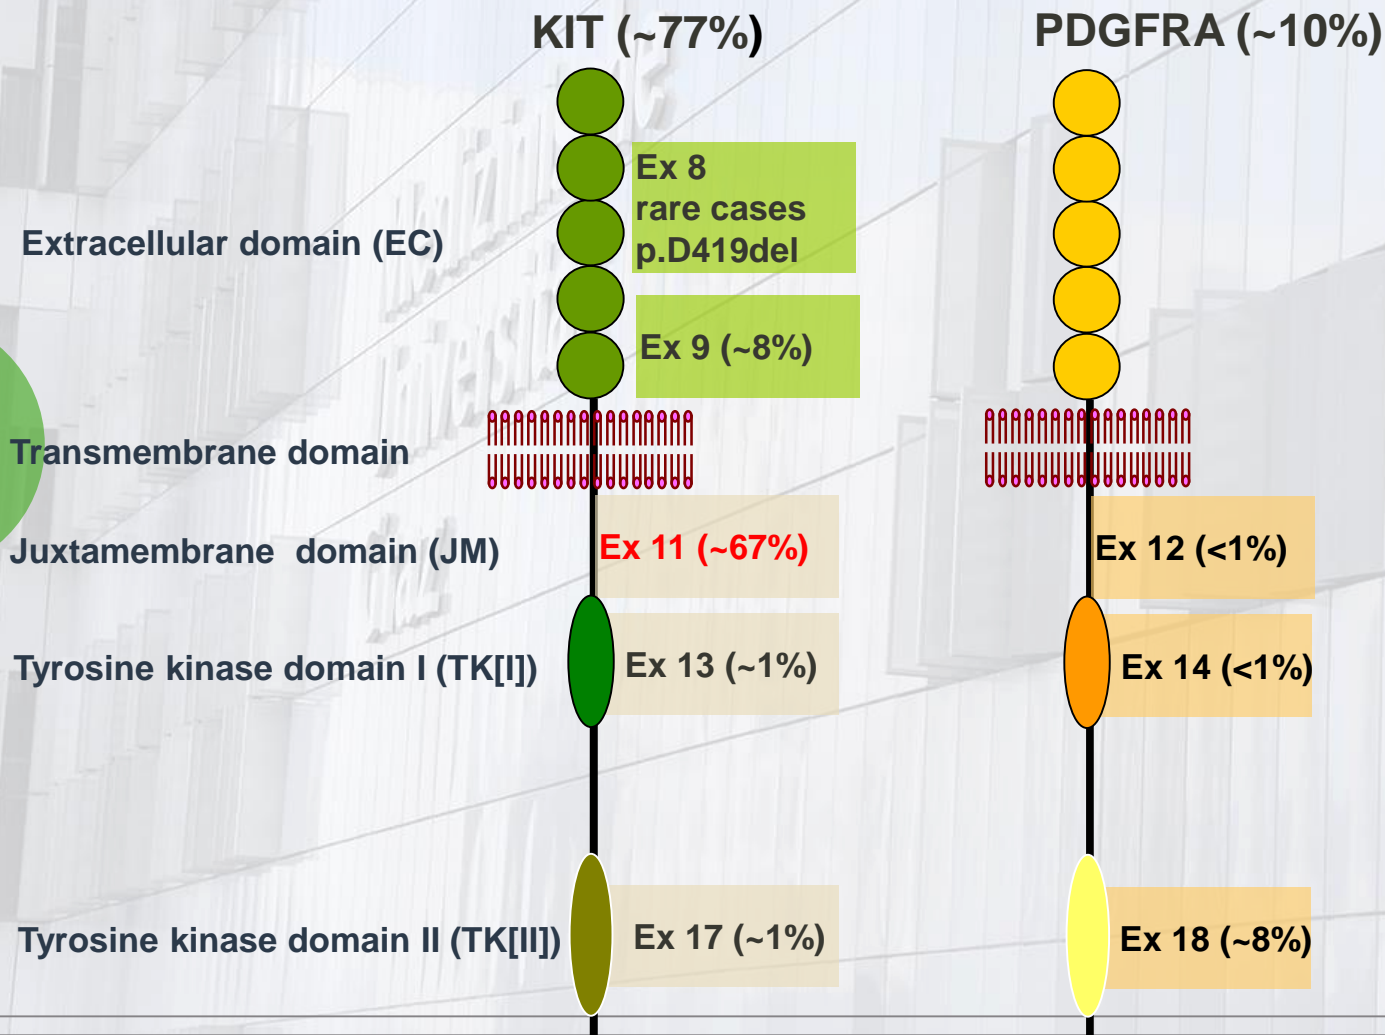 KIT (~77%)
PDGFRA (~10%)
Extracellular domain (EC)
Ex 8
rare cases
p.D419del
Ex 9 (~8%)
Transmembrane domain
Juxtamembrane  domain (JM)
Ex 11 (~67%)
Ex 12 (<1%)
Tyrosine kinase domain I (TK[I])
Ex 13 (~1%)
Ex 14 (<1%)
Tyrosine kinase domain II (TK[II])
Ex 17 (~1%)
Ex 18 (~8%)